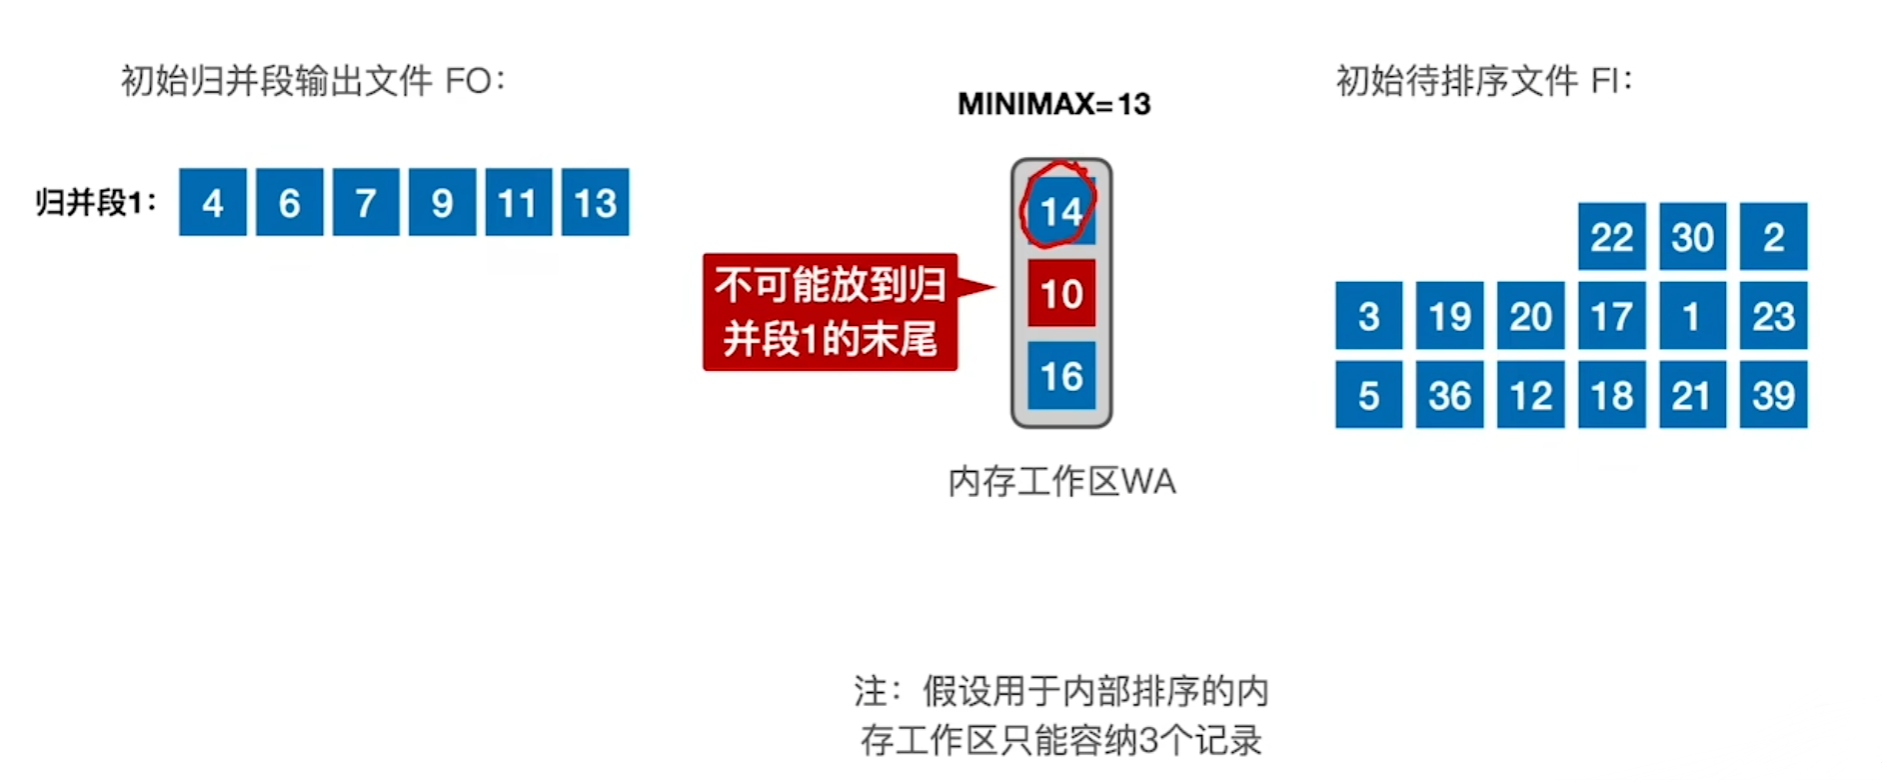 初始归并段输出文件 FO：
MINIMAX=13
初始待排序文件 FI：
归并段1：
4 6 7 9 11 13
不可能放到归
并段1的末尾
14
10
16
22 30 2
3 19 20 17 1 23
5 36 12 18 21 39
内存工作区WA
注：假设用于内部排序的内
存工作区只能容纳3个记录